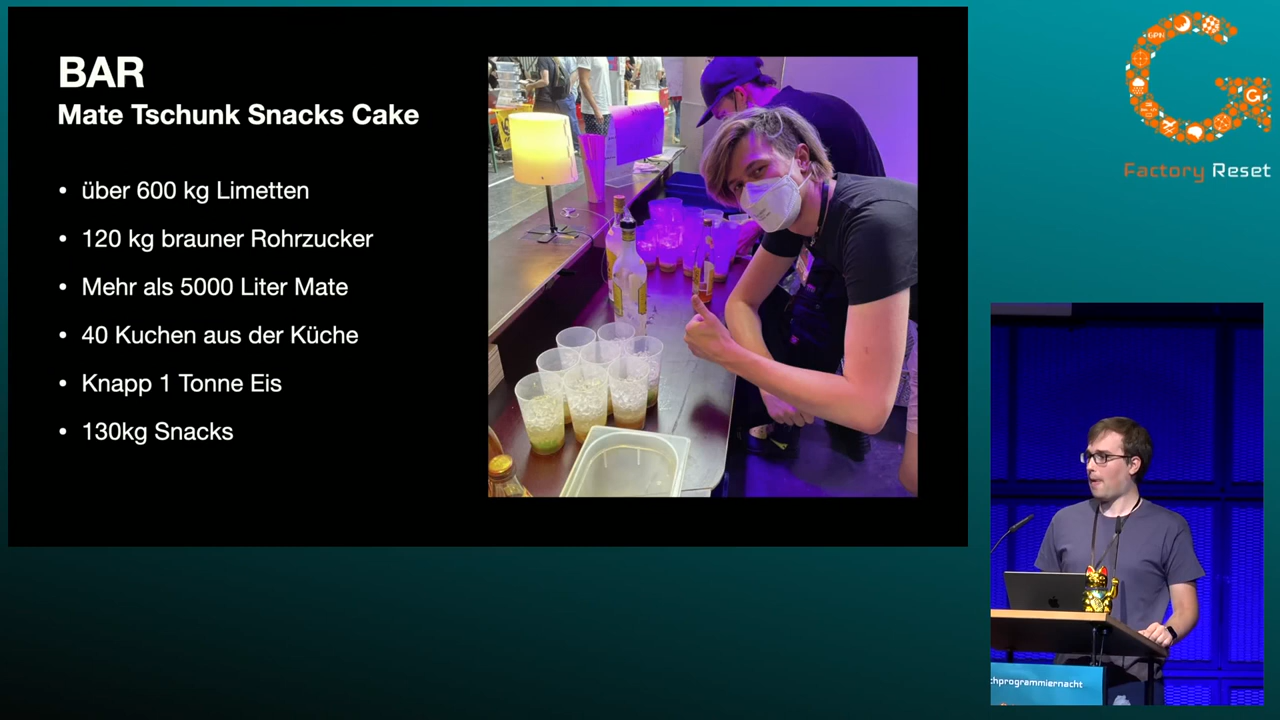 BAR
Mate Tschunk Snacks Cake
• über 600 kg Limetten
• 120 kg brauner Rohrzucker
• Mehr als 5000 Liter Mate
• 40 Kuchen aus der Küche
• Knapp 1 Tonne Eis
• 130kg Snacks
GPN
G
Factory Reset
chprogrammiernacht